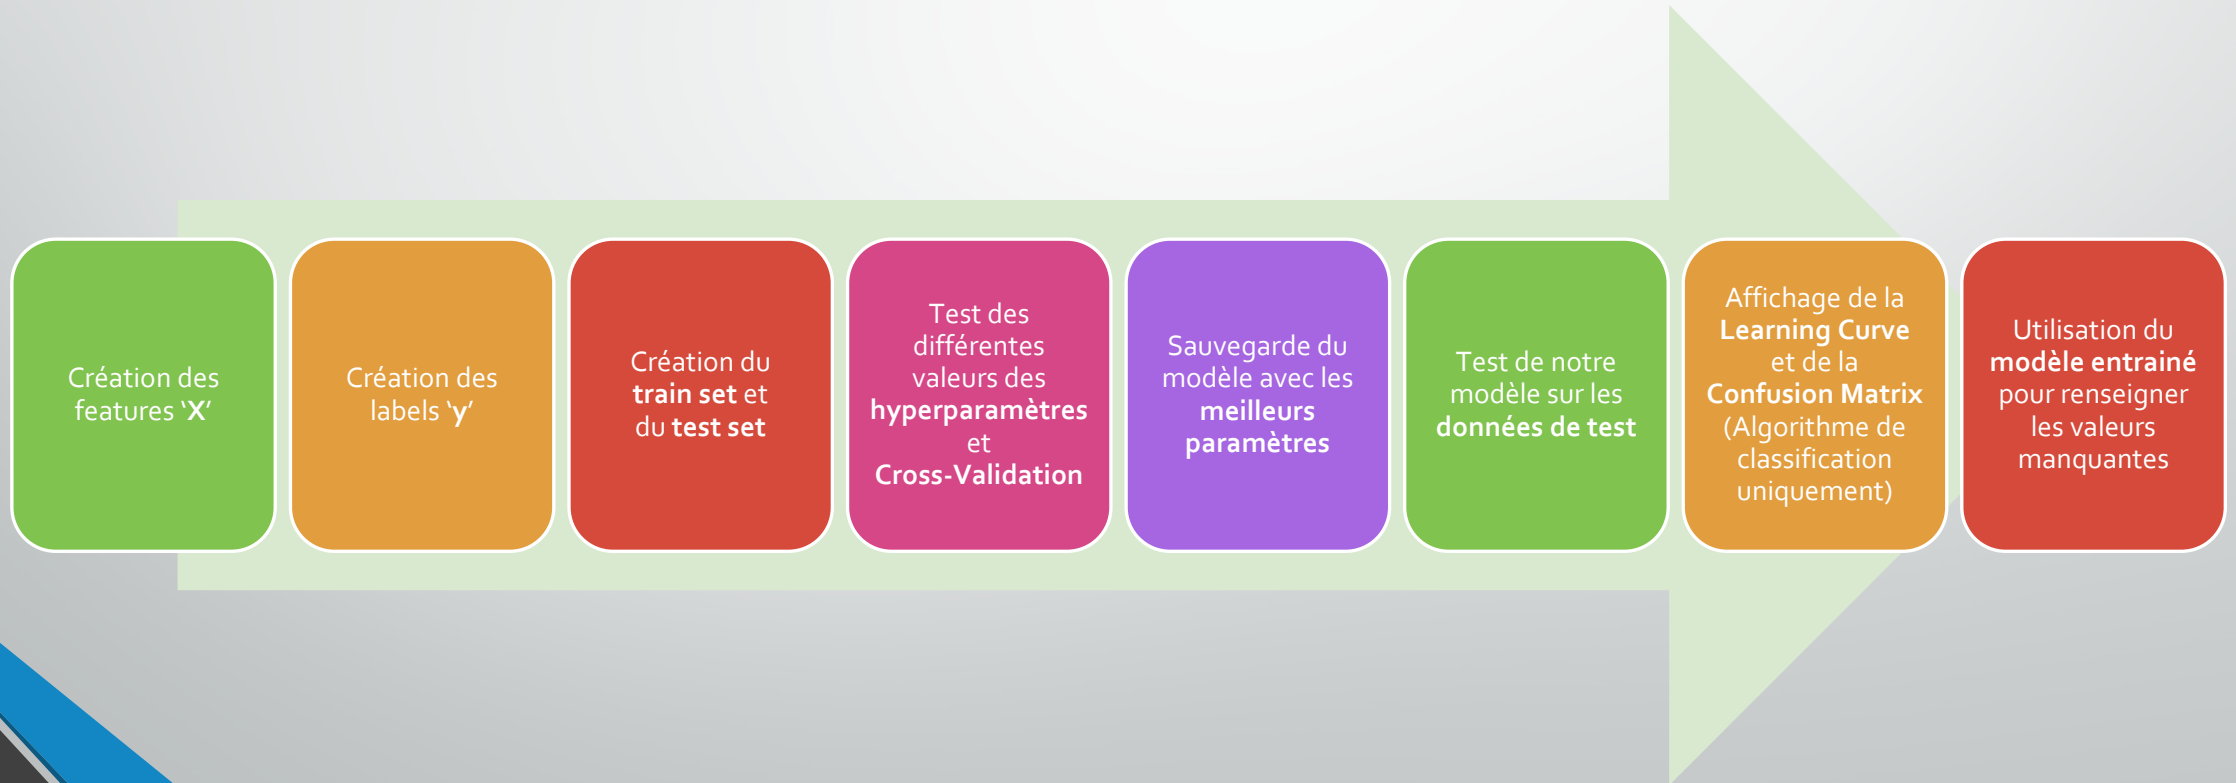 Création des
features ‘X’
Création des
labels ‘y’
Création du
train set et
du test set
Test des
différentes
valeurs des
hyperparamètres
et
Cross-Validation
Sauvegarde du
modèle avec les
meilleurs
paramètres
Test de notre
modèle sur les
données de test
Affichage de la
Learning Curve
et de la
Confusion Matrix
(Algorithme de
classification
uniquement)
Utilisation du
modèle entrainé
pour renseigner
les valeurs
manquantes